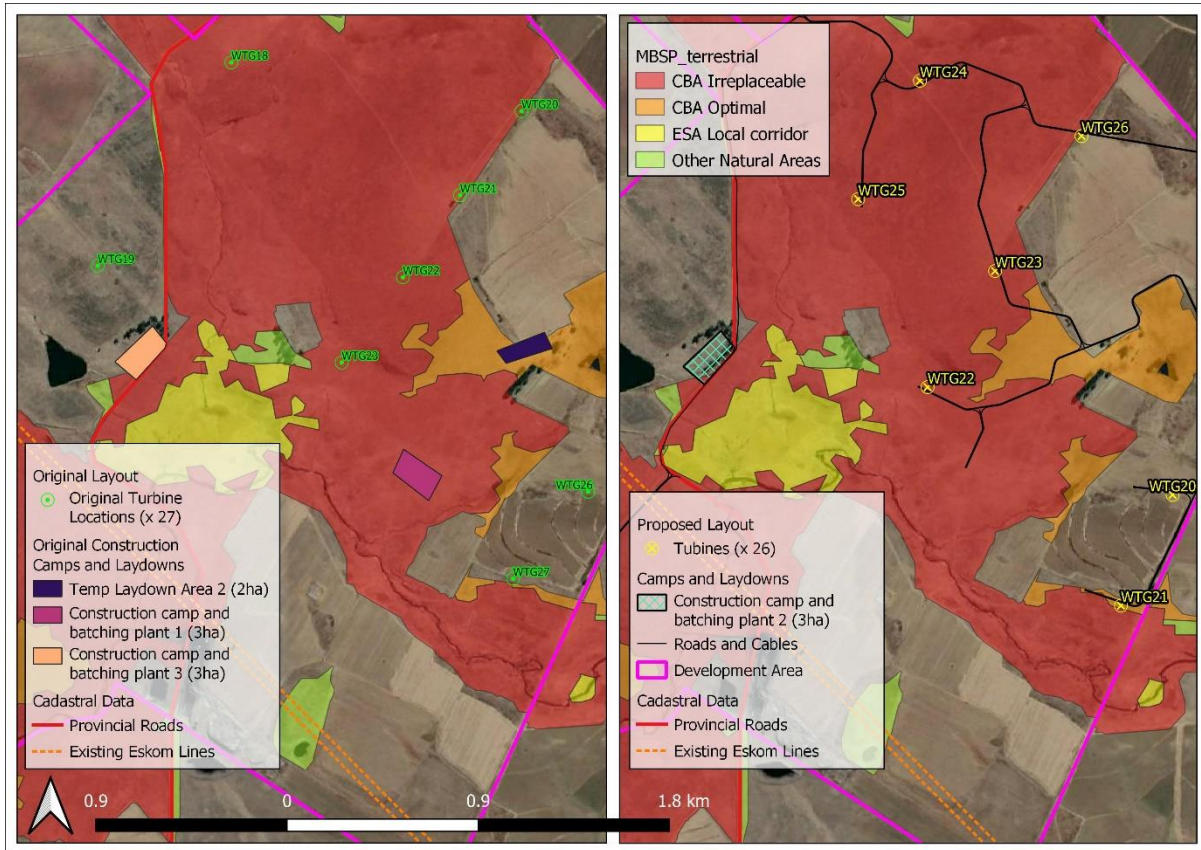 WTG18
WTG20
WTG21
WTG19
WTG22
WTG23
WTG26
WTG27
Original Layout
Original Turbine
Locations (x 27)
Original Construction
Camps and Laydowns
Temp Laydown Area 2 (2ha)
Construction camp and
batching plant 1 (3ha)
Construction camp and
batching plant 3 (3ha)
Cadastral Data
Provincial Roads
Existing Eskom Lines
0.9
0
0.9
1.8 km
MBSP_terrestrial
CBA Irreplaceable
CBA Optimal
ESA Local corridor
Other Natural Areas
WTG24
WTG26
WTG25
WTG23
WTG22
WTG20
WTG21
Proposed Layout
Tubines (x 26)
Camps and Laydowns
Construction camp and
batching plant 2 (3ha)
Roads and Cables
Development Area
Cadastral Data
Provincial Roads
Existing Eskom Lines